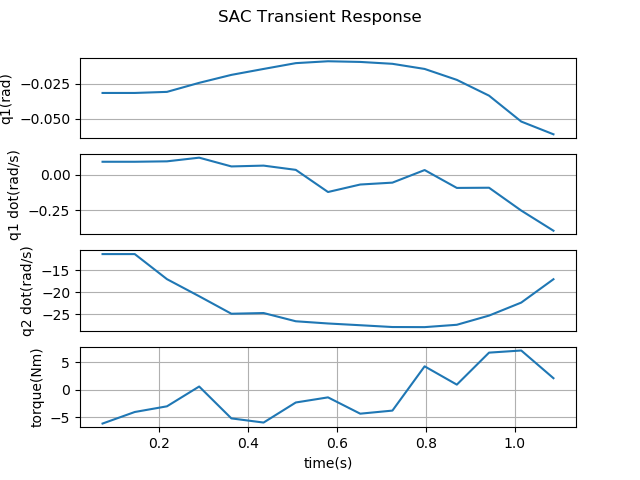 SAC Transient Response
q1(rad)
−0.025
−0.050
q1 dot(rad/s)
0.00
−0.25
q2 dot(rad/s)
−15
−20
−25
torque(Nm)
5
0
−5
0.2 0.4 0.6 0.8 1.0
time(s)